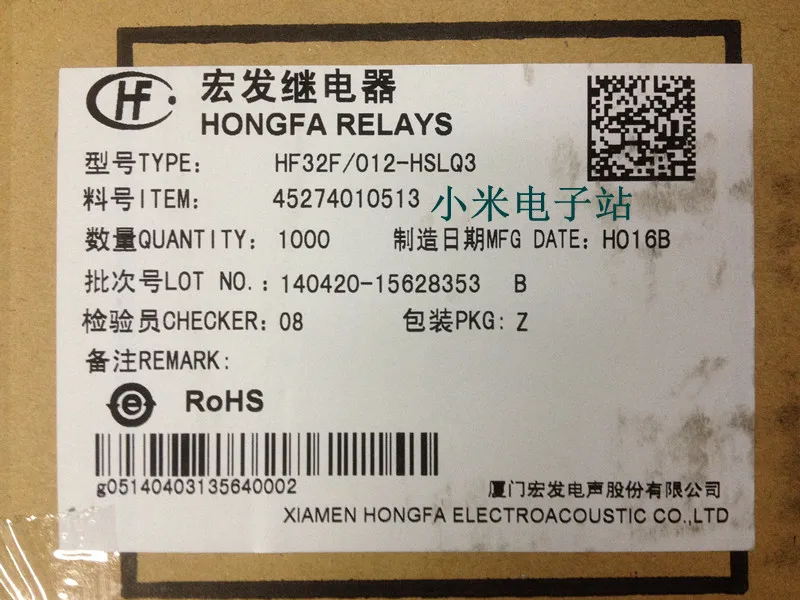 HF
宏发继电器
HONGFA RELAYS
型号TYPE: HF32F/012-HSLQ3
料号ITEM: 45274010513 小米电子站
数量QUANTITY: 1000 制造日期MFG DATE: H016B
批次号LOT NO.: 140420-15628353 B
检验员CHECKER: 08 包装PKG: Z
备注REMARK:
e RoHS
g05140403135640002
厦门宏发电声股份有限公司
XIAMEN HONGFA ELECTROACOUSTIC CO.,LTD